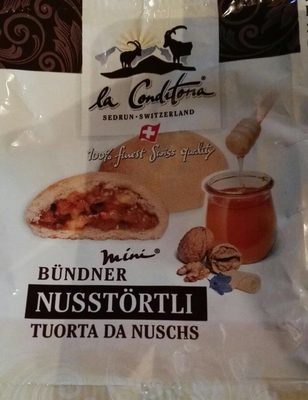 la Conditoria®
SEDRUN·SWITZERLAND
100% finest Swiss quality
mini®
BÜNDNER
NUSSTÖRTLI
TUORTA DA NUSCHS